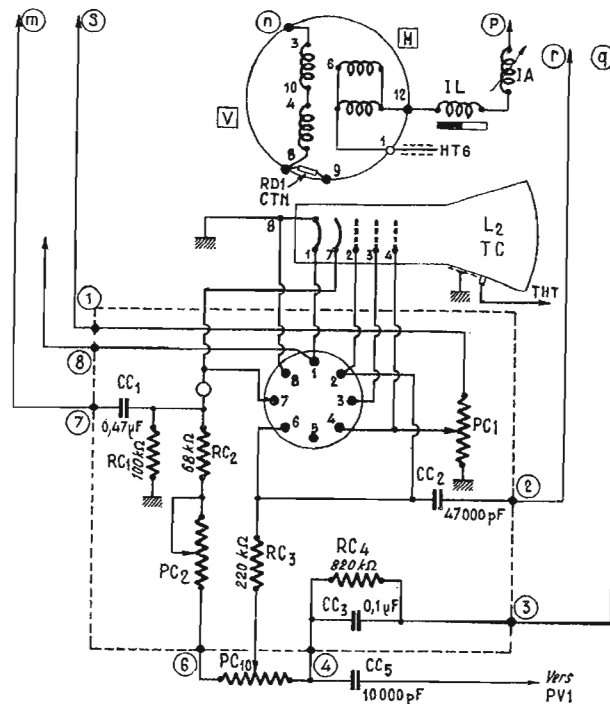 m
s
n
3
10
4
8
9
V
H
6
12
1
IL
IA
p
r
q
HT6
RD1
CTN
8
1
7
2
3
4
L2
TC
THT
1
8
7
CC1
0,47µF
RC1
100kΩ
RC2
68kΩ
PC2
1
8
2
7
3
6
5
4
PC1
CC2
47000pF
2
RC3
220kΩ
RC4
820kΩ
CC3
0,1µF
3
6
PC10
4
CC5
10000pF
Vers
PV1